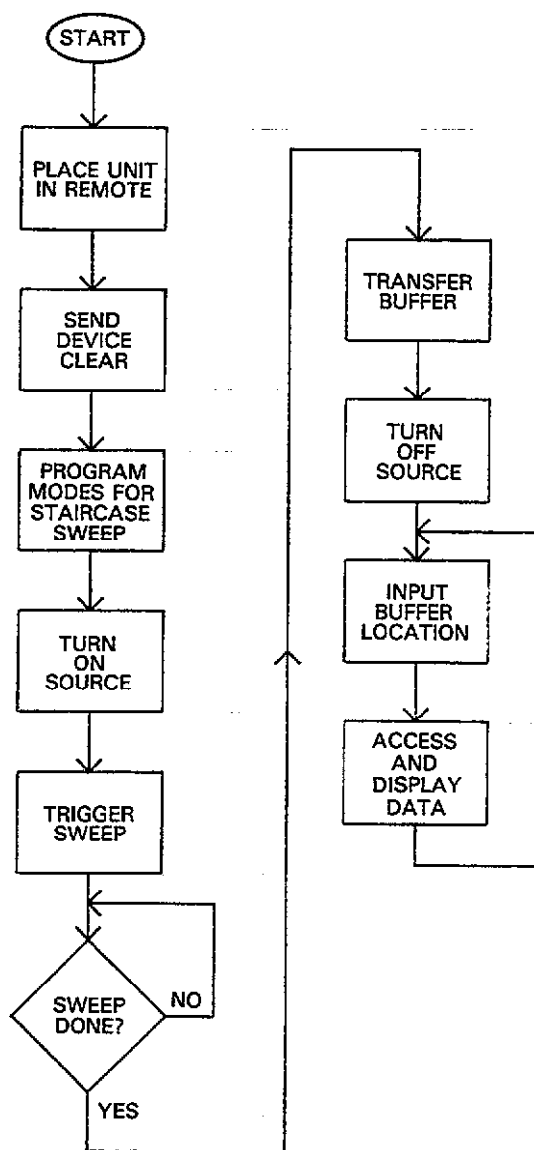 START
PLACE UNIT
IN REMOTE
SEND
DEVICE
CLEAR
PROGRAM
MODES FOR
STAIRCASE
SWEEP
TURN
ON
SOURCE
TRIGGER
SWEEP
SWEEP
DONE?
NO
YES
TRANSFER
BUFFER
TURN
OFF
SOURCE
INPUT
BUFFER
LOCATION
ACCESS
AND
DISPLAY
DATA